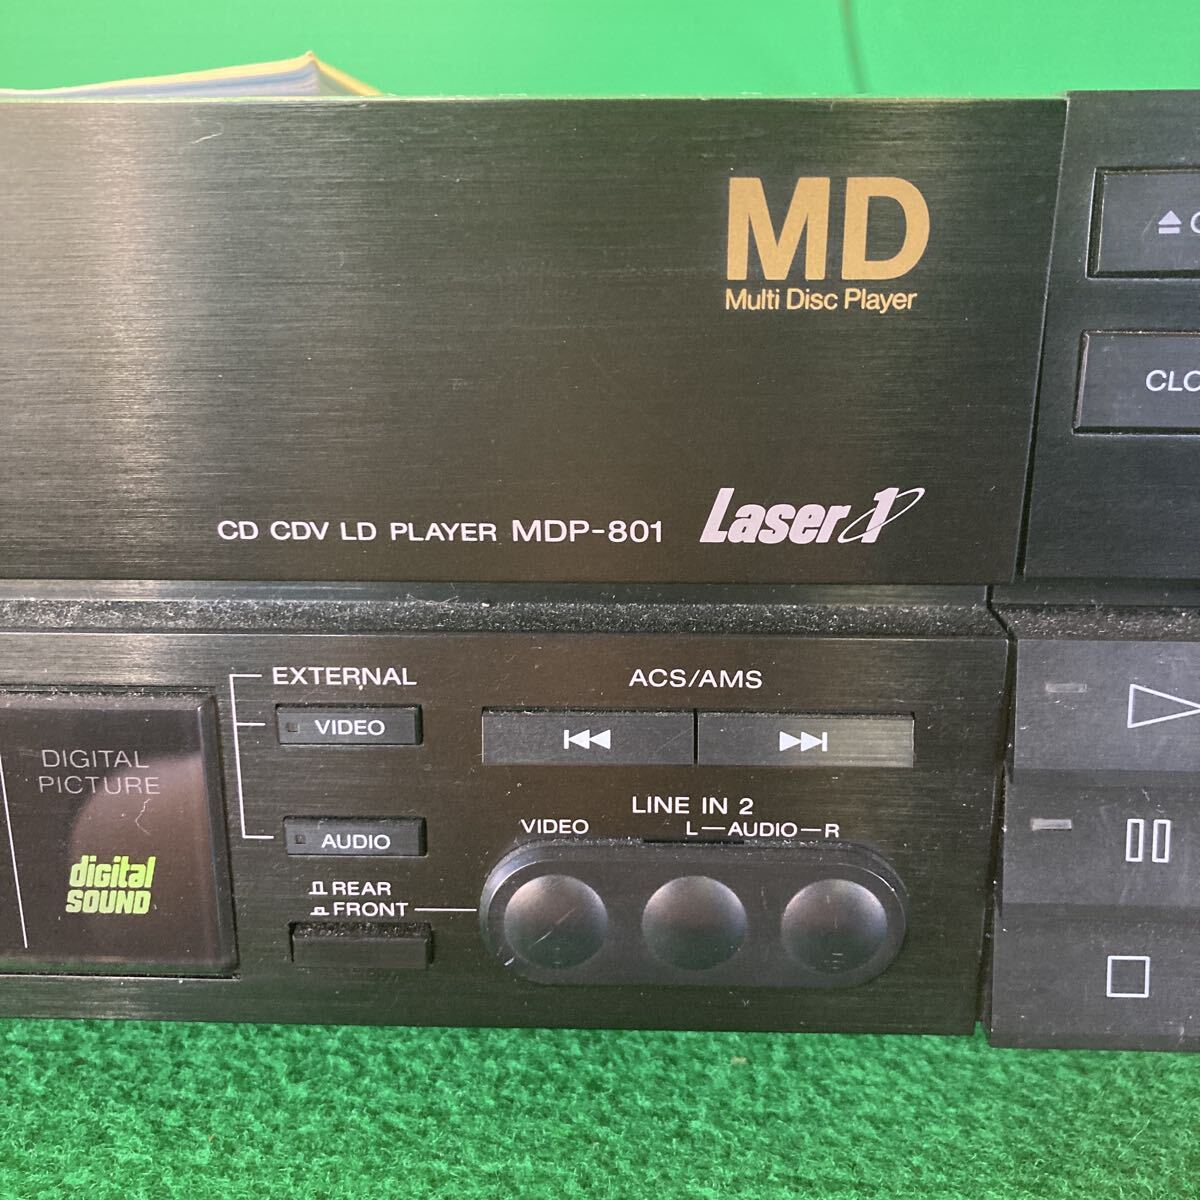 MD
Multi Disc Player
CD CDV LD PLAYER MDP-801
Laser 1
EXTERNAL
VIDEO
AUDIO
REAR
FRONT
ACS/AMS
LINE IN 2
VIDEO
L—AUDIO—R
DIGITAL
PICTURE
digital
SOUND